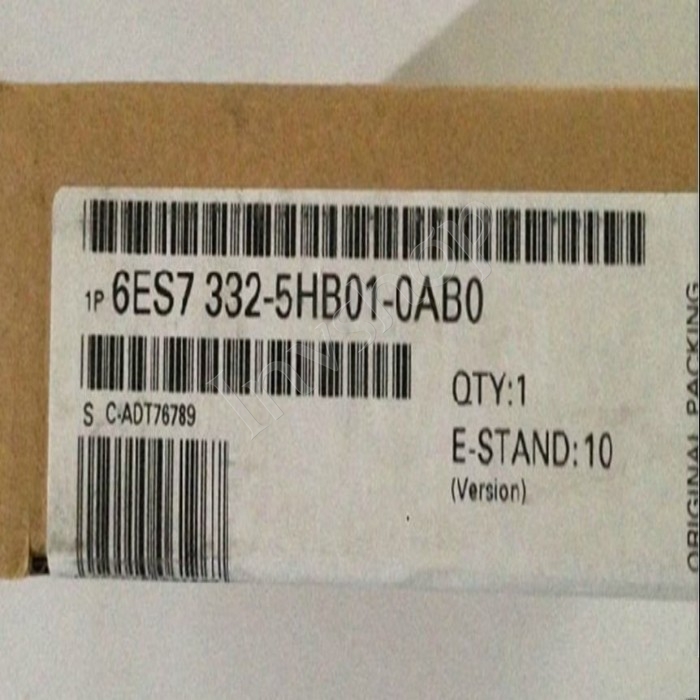 1P 6ES7 332-5HB01-0AB0
S C-ADT76789
QTY:1
E-STAND:10
(Version)
ORIGINAL PACKING